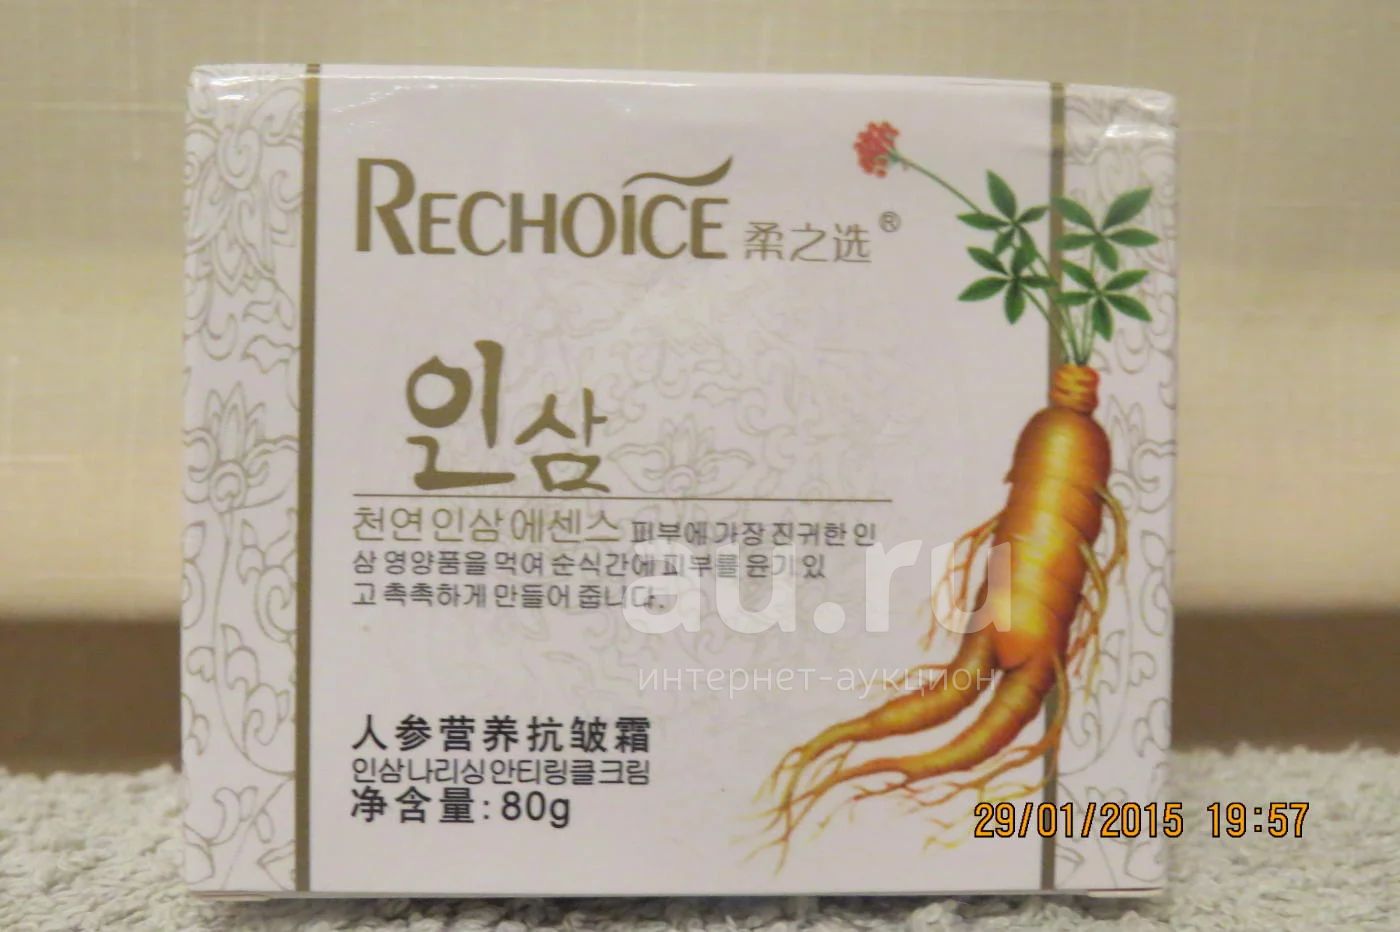 RECHOICE 柔之选®
인삼
천연인삼에센스 피부에 가장 진귀한 인
삼 영양품을 먹여 순식간에 피부를 윤기 있
고 촉촉하게 만들어 줍니다.
au.ru
интернет-аукцион
人参营养抗皱霜
인삼나리싱안티링클크림
净含量:80g
29/01/2015 19:57